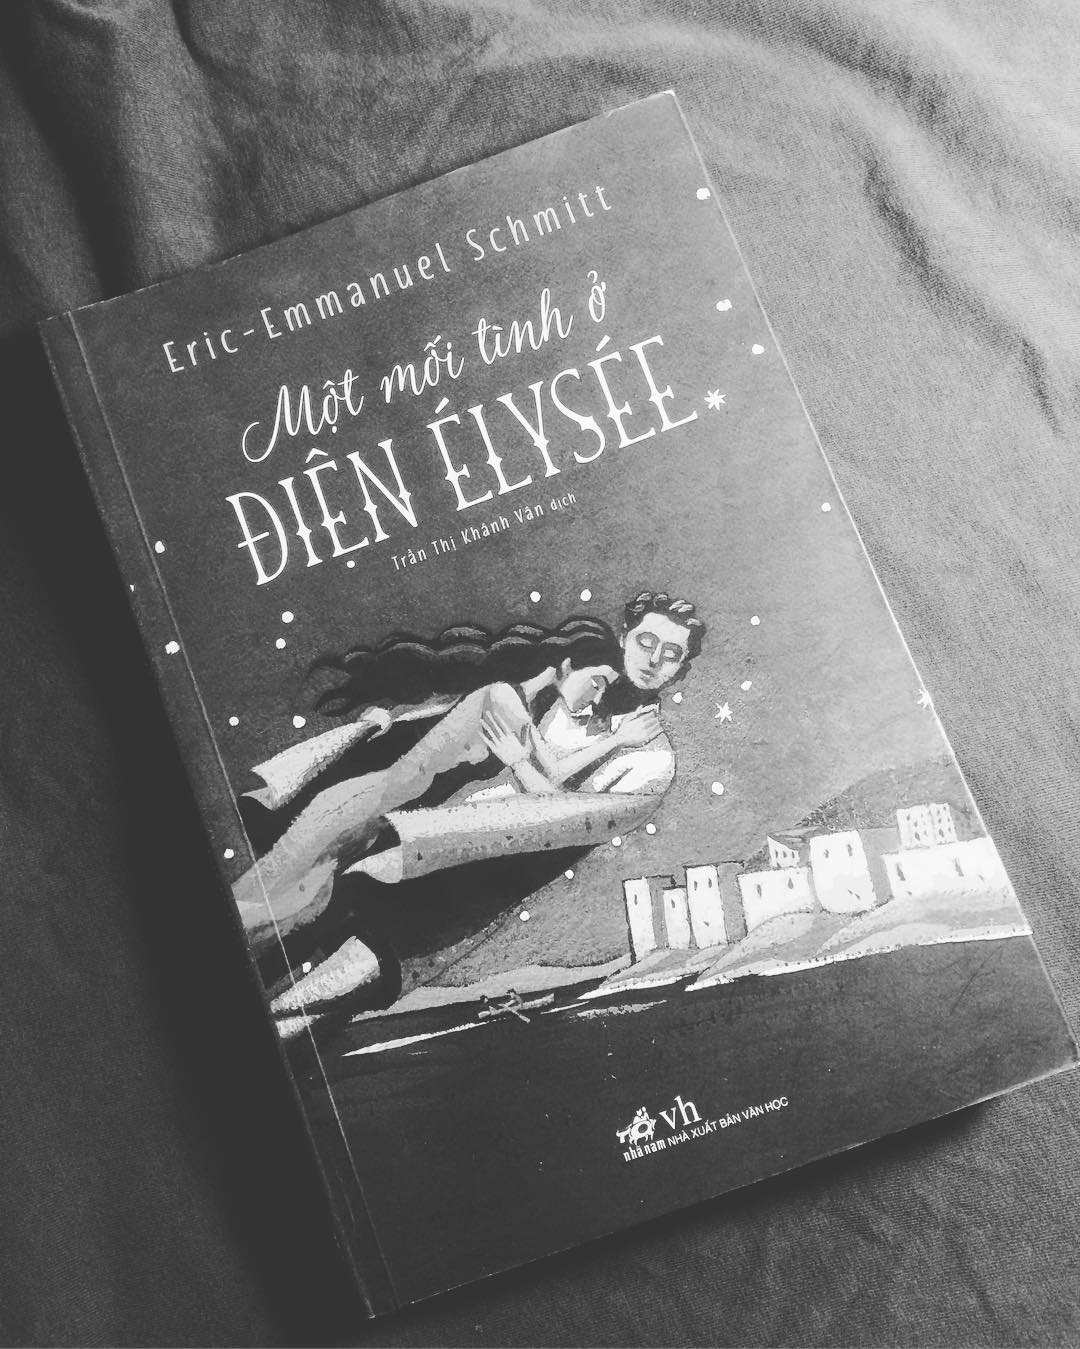 Eric-Emmanuel Schmitt
Một mối tình ở
ĐIỆN ÉLYSÉE
Trần Thị Khánh Vân dịch
vh
nhã nam NHÀ XUẤT BẢN VĂN HỌC